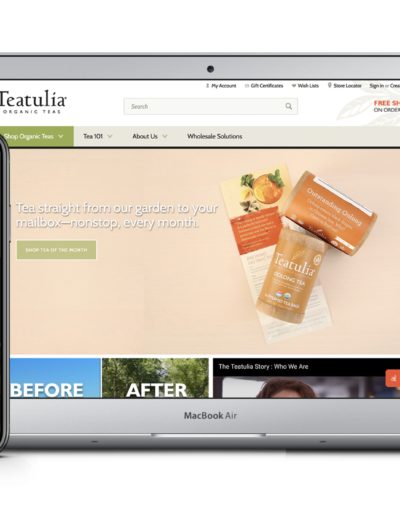 My Account
Gift Certificates
Wish Lists
Store Locator
Sign in or Crea
Teatulia®
ORGANIC TEAS
Search
FREE SH
ON ORDER
Shop Organic Teas
Tea 101
About Us
Wholesale Solutions
Tea straight from our garden to your
mailbox—nonstop, every month.
SHOP TEA OF THE MONTH
Outstanding Oolong
Teatulia
OOLONG TEA
BEFORE
AFTER
The Teatulia Story : Who We Are
MacBook Air